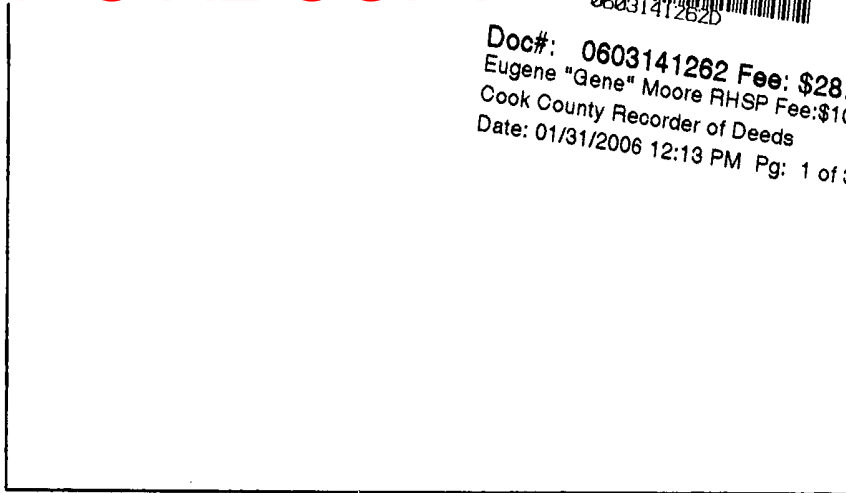 0603141262D
Doc#: 0603141262 Fee: $28.
Eugene "Gene" Moore RHSP Fee:$10
Cook County Recorder of Deeds
Date: 01/31/2006 12:13 PM Pg: 1 of